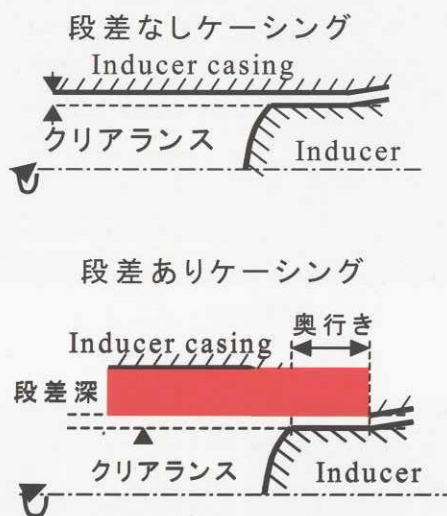 段差なしケーシング
Inducer casing
クリアランス
Inducer
段差ありケーシング
奥行き
Inducer casing
段差深
クリアランス
Inducer